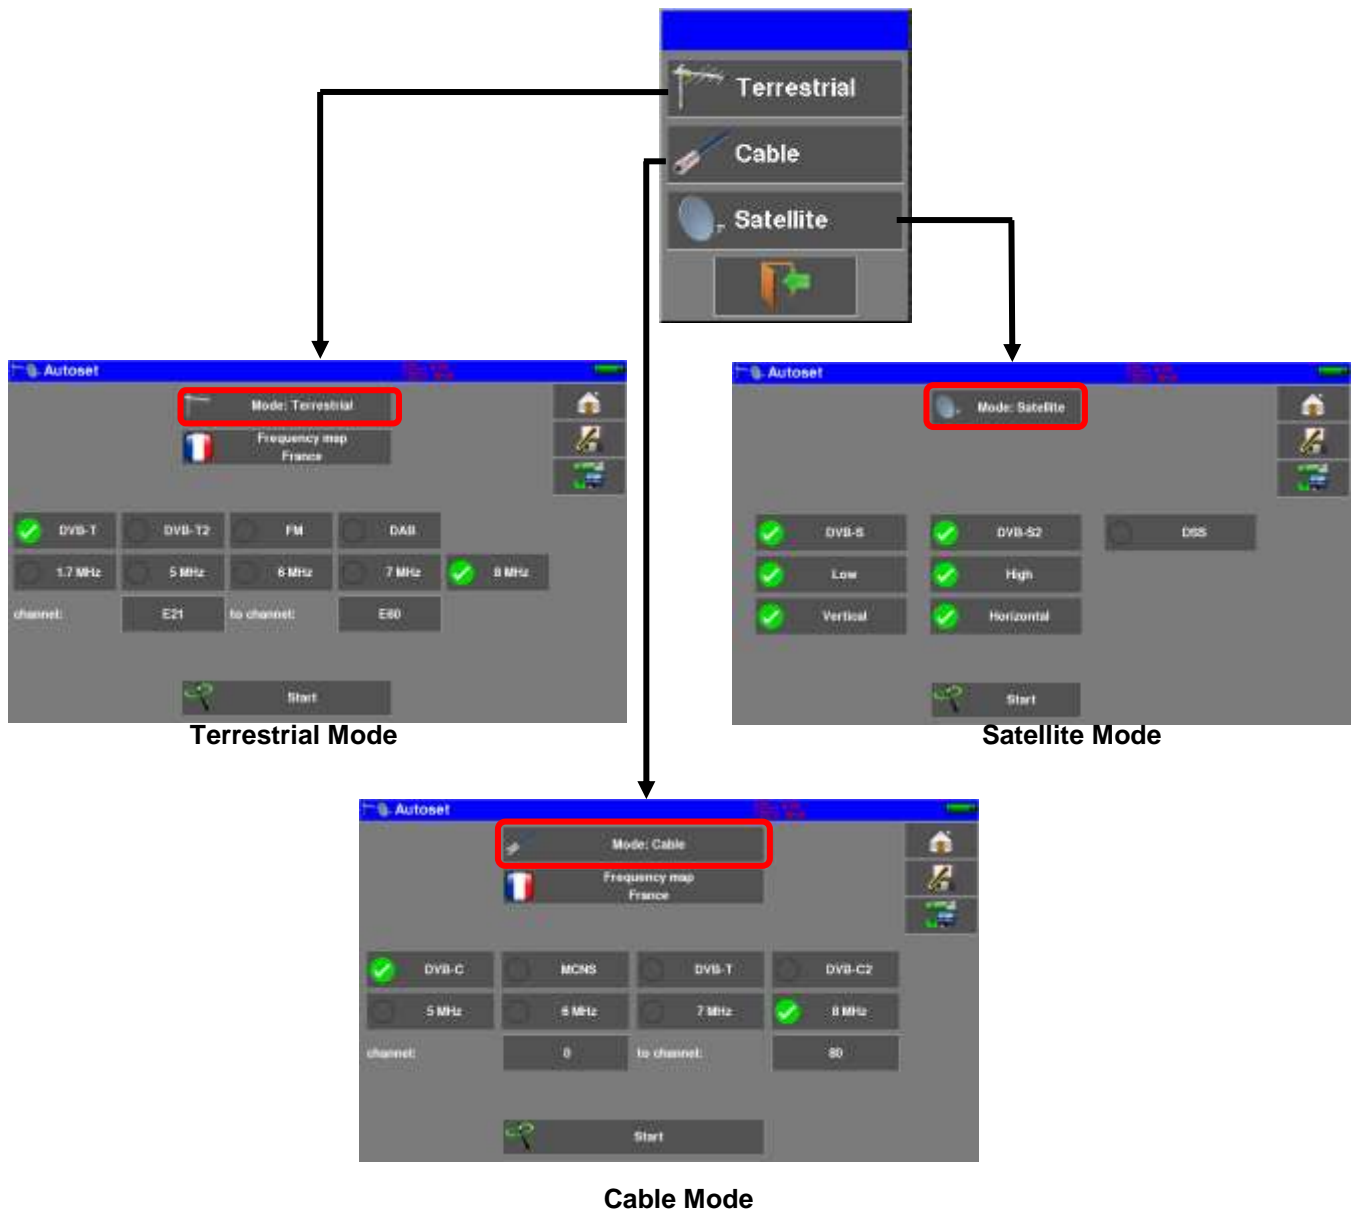 Terrestrial
Cable
Satellite
Autoset
Mode: Terrestrial
Frequency map
France
DVB-T
DVB-T2
FM
DAB
1.7 MHz
5 MHz
6 MHz
7 MHz
8 MHz
channel:
E21
to channel:
E60
Start
Terrestrial Mode
Autoset
Mode: Satellite
DVB-S
DVB-S2
DSS
Low
High
Vertical
Horizontal
Start
Satellite Mode
Autoset
Mode: Cable
Frequency map
France
DVB-C
MCNS
DVB-T
DVB-C2
5 MHz
6 MHz
7 MHz
8 MHz
channel:
0
to channel:
80
Start
Cable Mode